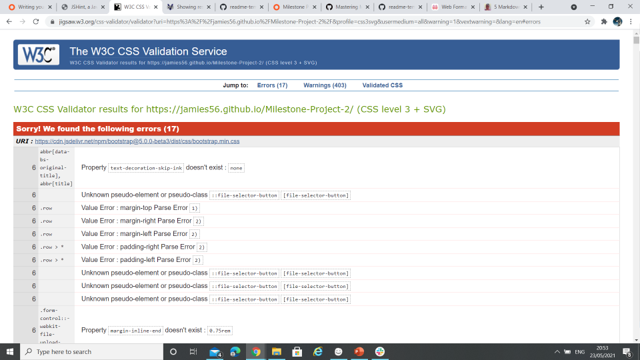 Writing your
JSHint, a Ja
W3C CSS Va
Showing m
readme-tem
Milestone Pr
Mastering
readme-tem
Web Forma
5 Markdown
jigsaw.w3.org/css-validator/validator?uri=https%3A%2F%2Fjamies56.github.io%2FMilestone-Project-2%2F&profile=css3svg&usermedium=all&warning=1&vextwarning=&lang=en#errors
W3C CSS
The W3C CSS Validation Service
W3C CSS Validator results for https://jamies56.github.io/Milestone-Project-2/ (CSS level 3 + SVG)
Jump to: Errors (17) Warnings (403) Validated CSS
W3C CSS Validator results for https://jamies56.github.io/Milestone-Project-2/ (CSS level 3 + SVG)
Sorry! We found the following errors (17)
URI : https://cdn.jsdelivr.net/npm/bootstrap@5.0.0-beta3/dist/css/bootstrap.min.css
6 abbr[data-bs-original-title], abbr[title] Property text-decoration-skip-ink doesn't exist : none
6 Unknown pseudo-element or pseudo-class ::file-selector-button [file-selector-button]
6 .row Value Error : margin-top Parse Error 1)
6 .row Value Error : margin-right Parse Error 2)
6 .row Value Error : margin-left Parse Error 2)
6 .row > * Value Error : padding-right Parse Error 2)
6 .row > * Value Error : padding-left Parse Error 2)
6 Unknown pseudo-element or pseudo-class ::file-selector-button [file-selector-button]
6 Unknown pseudo-element or pseudo-class ::file-selector-button [file-selector-button]
6 Unknown pseudo-element or pseudo-class ::file-selector-button [file-selector-button]
6 .form-control::-webkit-file-upload- Property margin-inline-end doesn't exist : 0.75rem
Type here to search
ENG
20:53
23/05/2021